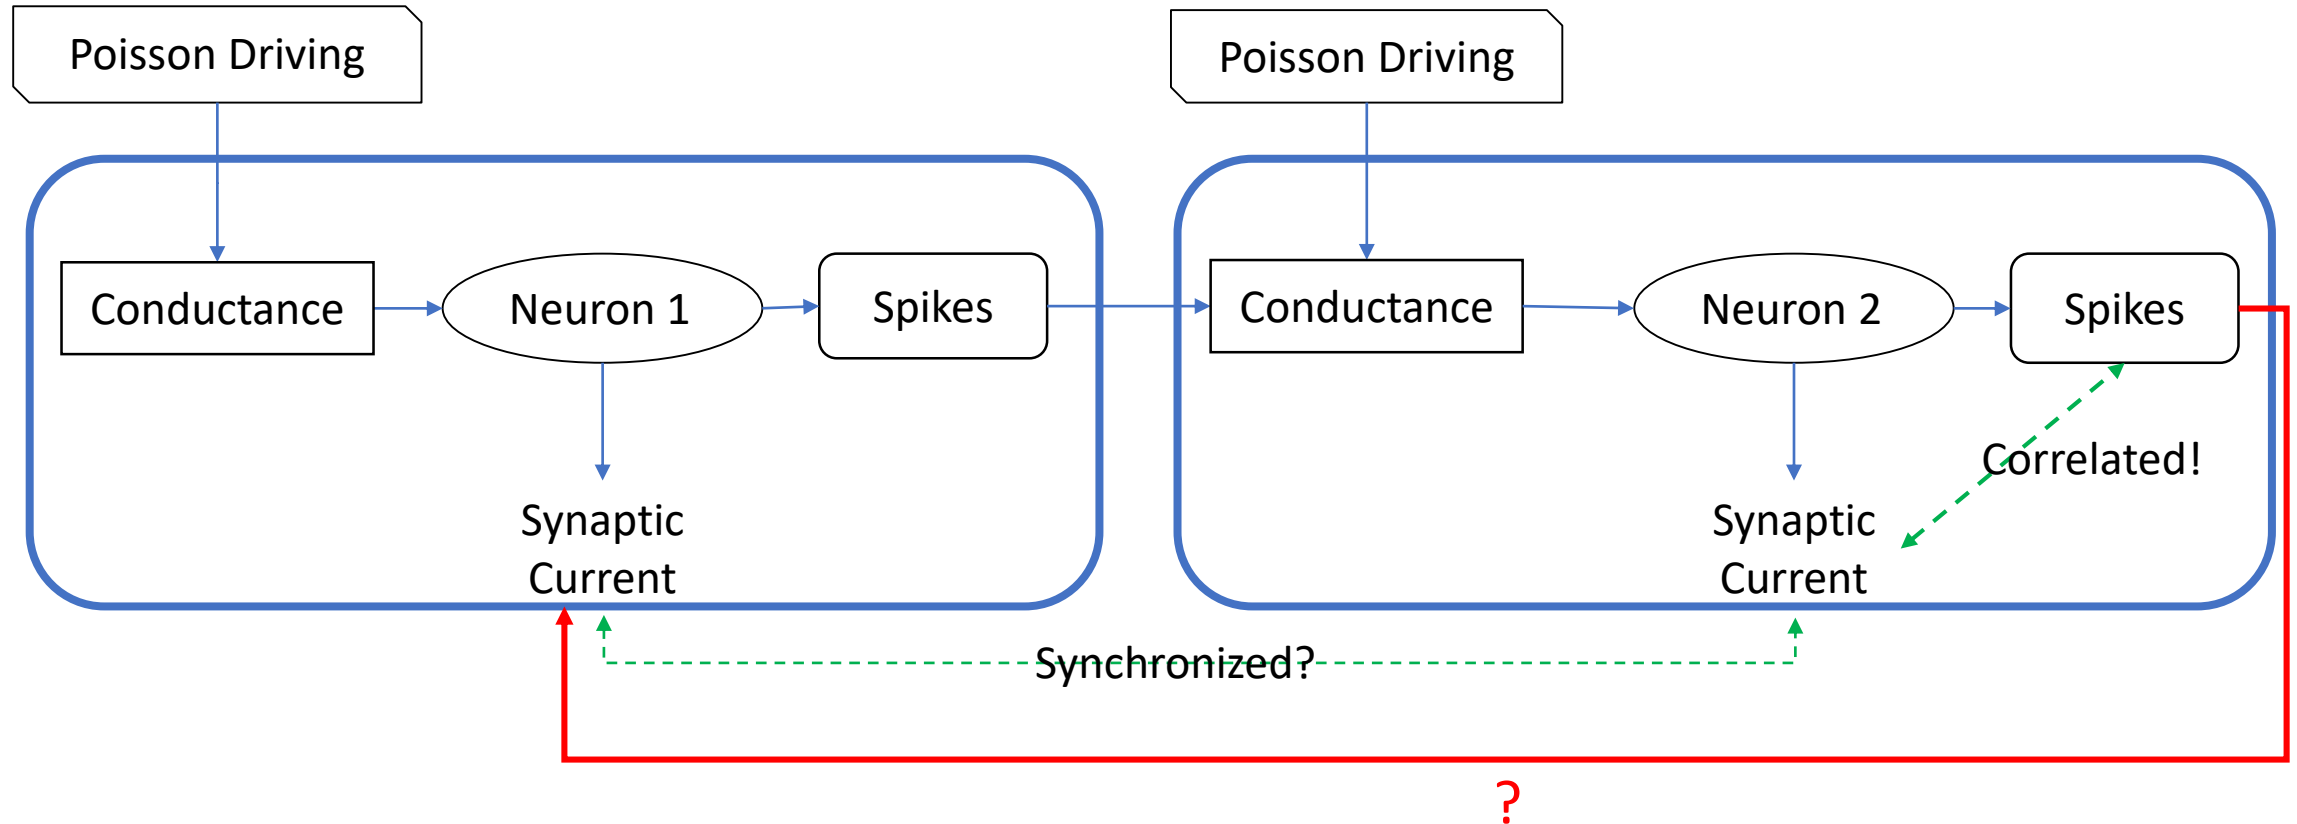 Poisson Driving
Poisson Driving
Conductance
Neuron 1
Spikes
Conductance
Neuron 2
Spikes
Correlated!
Synaptic
Current
Synaptic
Current
Synchronized?
?